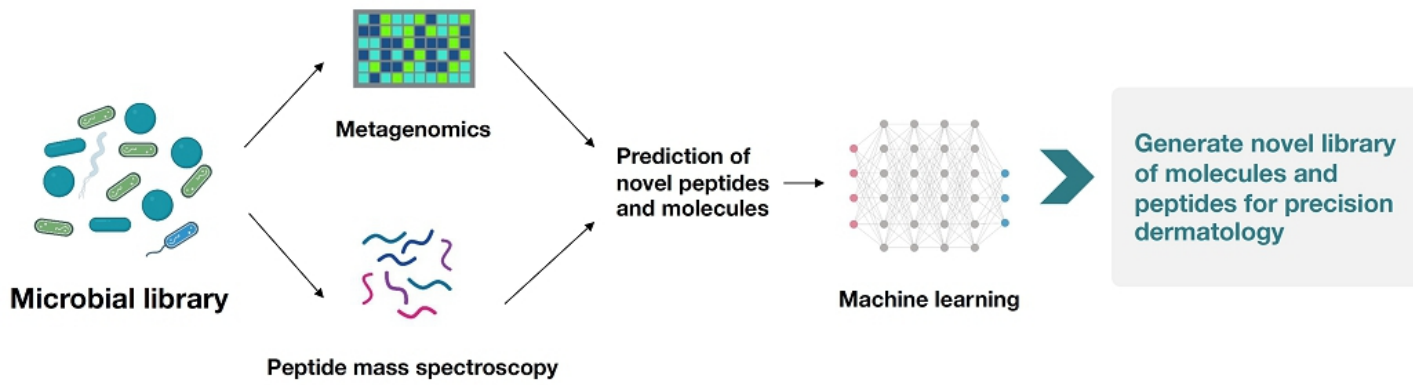 Microbial library
Metagenomics
Peptide mass spectroscopy
Prediction of
novel peptides
and molecules
Machine learning
Generate novel library
of molecules and
peptides for precision
dermatology